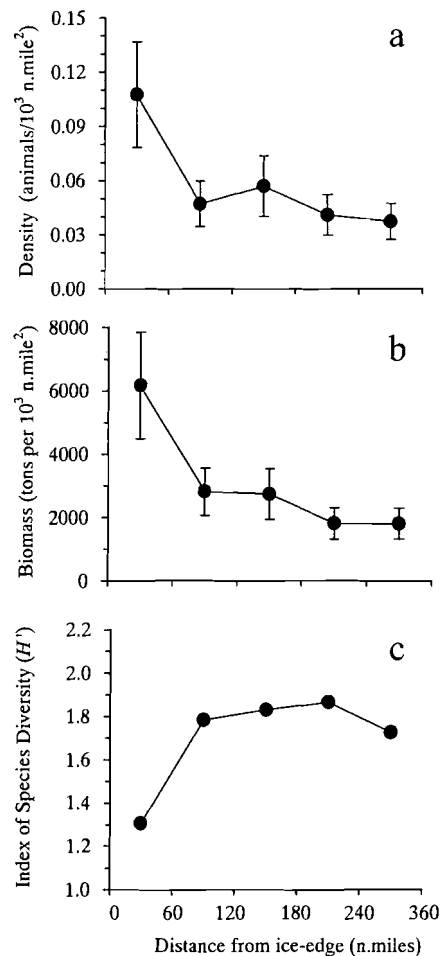 a
0.15
0.12
0.09
0.06
0.03
0.00
Density (animals/10³ n.mile²)
b
8000
6000
4000
2000
0
Biomass (tons per 10³ n.mile²)
c
2.2
2.0
1.8
1.6
1.4
1.2
1.0
Index of Species Diversity (H')
0 60 120 180 240 360
Distance from ice-edge (n.miles)